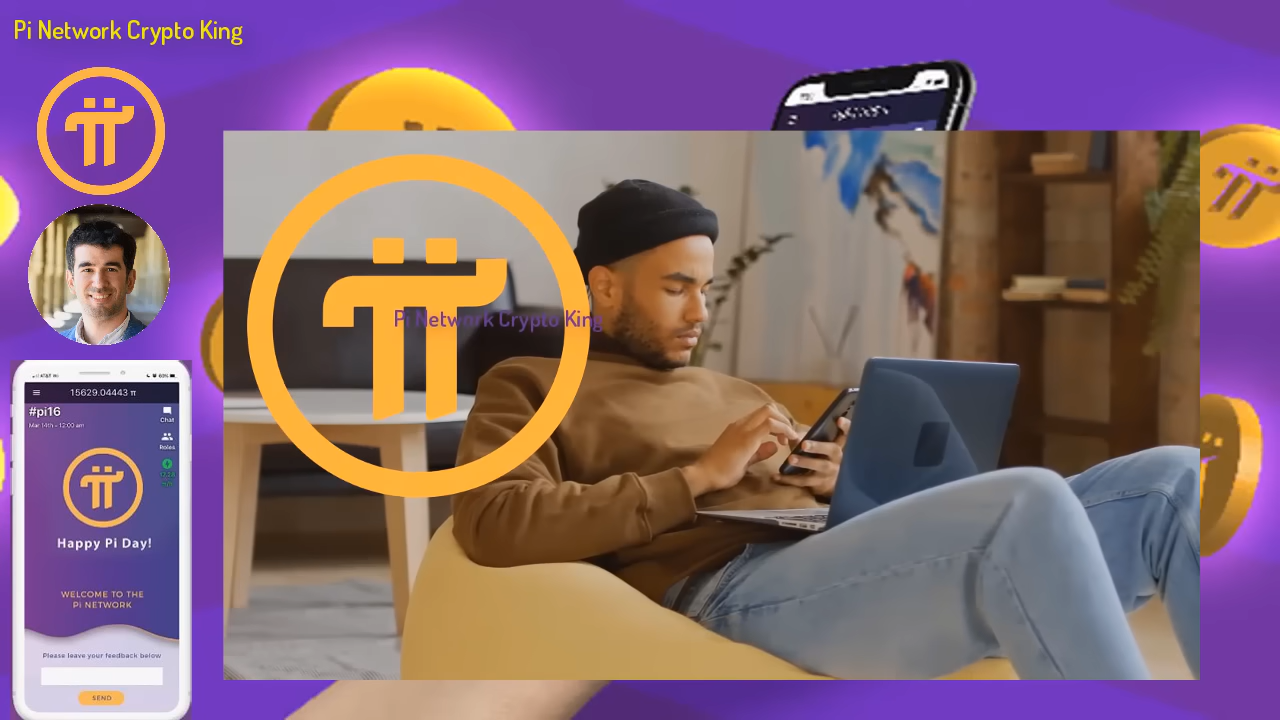 Pi Network Crypto King
Pi Network Crypto King
15629.04443 π
#pi16
Mar 14th - 12:00 am
Chat
Roles
Happy Pi Day!
WELCOME TO THE
Pi NETWORK
Please leave your feedback below
SEND